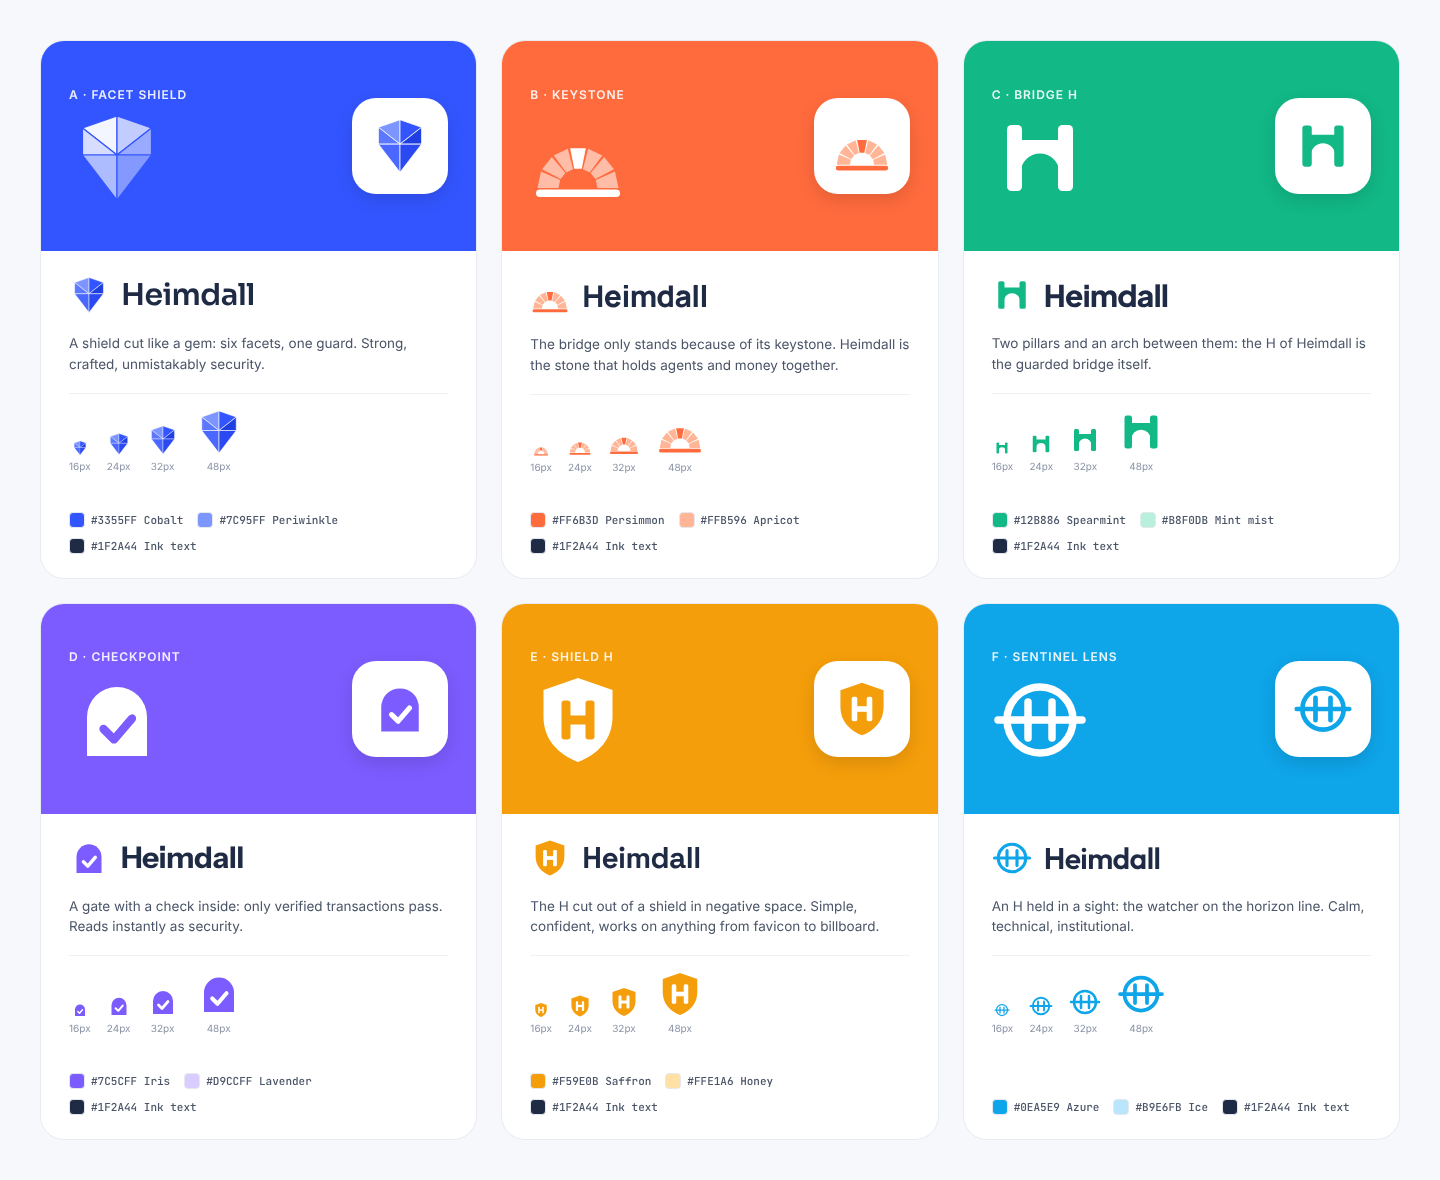 A · FACET SHIELD
Heimdall
A shield cut like a gem: six facets, one guard. Strong,
crafted, unmistakably security.
16px 24px 32px 48px
#3355FF Cobalt #7C95FF Periwinkle
#1F2A44 Ink text
B · KEYSTONE
Heimdall
The bridge only stands because of its keystone. Heimdall is
the stone that holds agents and money together.
16px 24px 32px 48px
#FF6B3D Persimmon #FFB596 Apricot
#1F2A44 Ink text
C · BRIDGE H
H
H
H Heimdall
Two pillars and an arch between them: the H of Heimdall is
the guarded bridge itself.
H H H H
16px 24px 32px 48px
#12B886 Spearmint #B8F0DB Mint mist
#1F2A44 Ink text
D · CHECKPOINT
Heimdall
A gate with a check inside: only verified transactions pass.
Reads instantly as security.
16px 24px 32px 48px
#7C5CFF Iris #D9CCFF Lavender
#1F2A44 Ink text
E · SHIELD H
H
H
H Heimdall
The H cut out of a shield in negative space. Simple,
confident, works on anything from favicon to billboard.
H H H H
16px 24px 32px 48px
#F59E0B Saffron #FFE1A6 Honey
#1F2A44 Ink text
F · SENTINEL LENS
H
H
H Heimdall
An H held in a sight: the watcher on the horizon line. Calm,
technical, institutional.
H H H H
16px 24px 32px 48px
#0EA5E9 Azure #B9E6FB Ice #1F2A44 Ink text